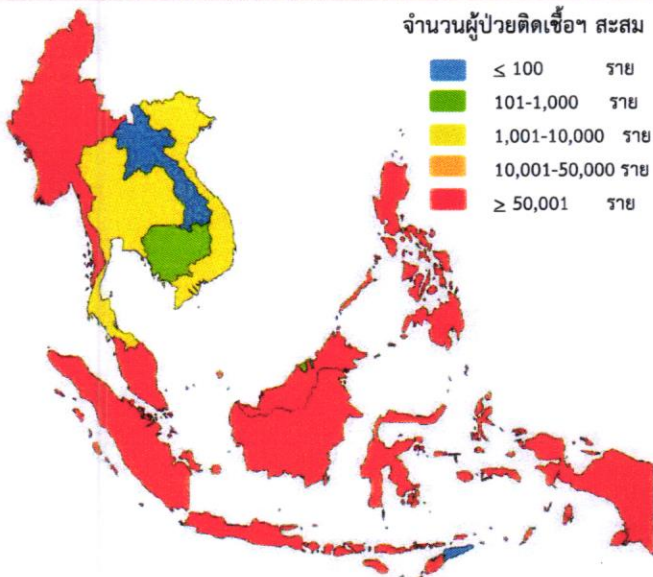 จำนวนผู้ป่วยติดเชื้อฯ สะสม
≤ 100 ราย
101-1,000 ราย
1,001-10,000 ราย
10,001-50,000 ราย
≥ 50,001 ราย